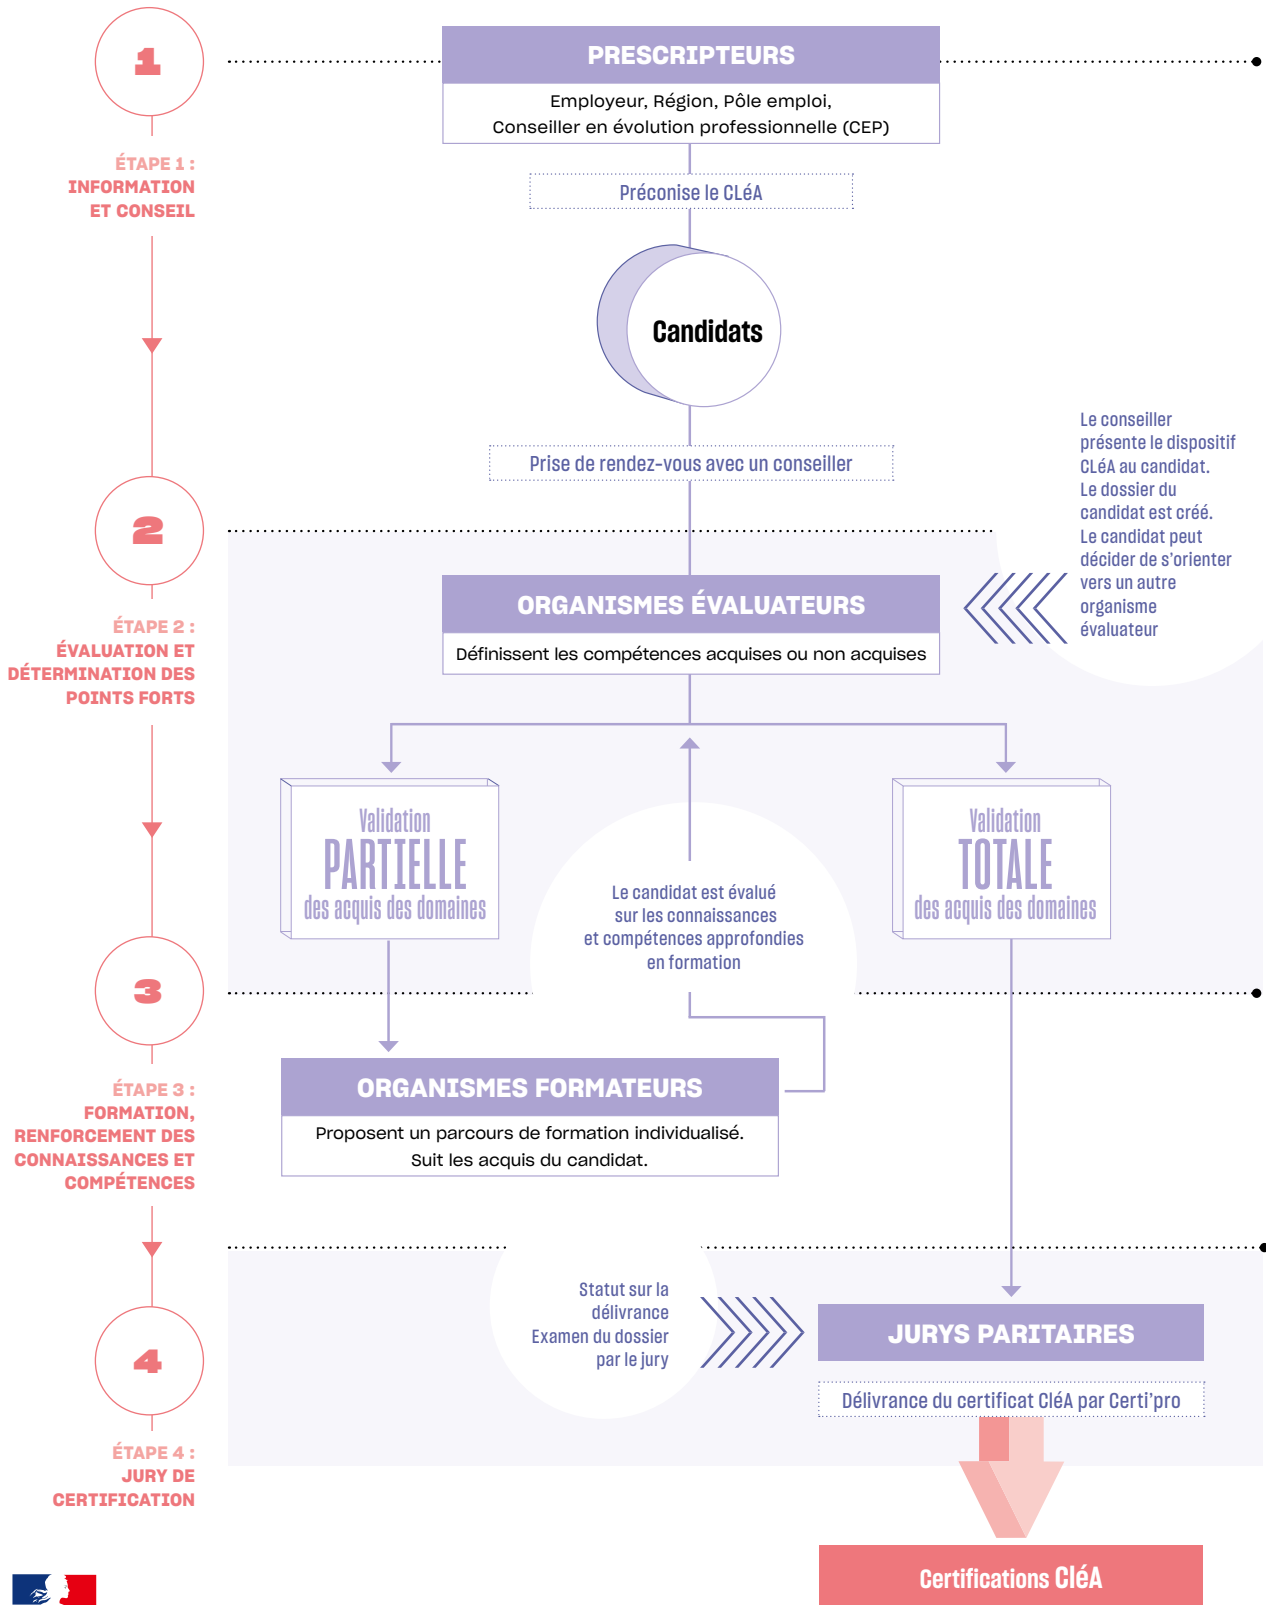 1
ÉTAPE 1 :
INFORMATION
ET CONSEIL
PRESCRIPTEURS
Employeur, Région, Pôle emploi,
Conseiller en évolution professionnelle (CEP)
Préconise le CLéA
Candidats
Prise de rendez-vous avec un conseiller
Le conseiller
présente le dispositif
CLéA au candidat.
Le dossier du
candidat est créé.
Le candidat peut
décider de s'orienter
vers un autre
organisme
évaluateur
2
ÉTAPE 2 :
ÉVALUATION ET
DÉTERMINATION DES
POINTS FORTS
ORGANISMES ÉVALUATEURS
Définissent les compétences acquises ou non acquises
Validation
PARTIELLE
des acquis des domaines
Le candidat est évalué
sur les connaissances
et compétences approfondies
en formation
Validation
TOTALE
des acquis des domaines
3
ÉTAPE 3 :
FORMATION,
RENFORCEMENT DES
CONNAISSANCES ET
COMPÉTENCES
ORGANISMES FORMATEURS
Proposent un parcours de formation individualisé.
Suit les acquis du candidat.
4
ÉTAPE 4 :
JURY DE
CERTIFICATION
Statut sur la
délivrance
Examen du dossier
par le jury
JURYS PARITAIRES
Délivrance du certificat CléA par Certi'pro
Certifications CléA